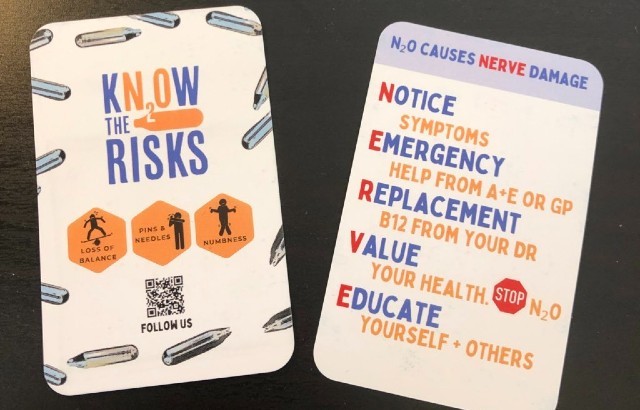 KN2OW
THE
RISKS
LOSS OF
BALANCE
PINS &
NEEDLES
NUMBNESS
FOLLOW US
N2O CAUSES NERVE DAMAGE
NOTICE
SYMPTOMS
EMERGENCY
HELP FROM A+E OR GP
REPLACEMENT
B12 FROM YOUR DR
VALUE
YOUR HEALTH. STOP N2O
EDUCATE
YOURSELF + OTHERS